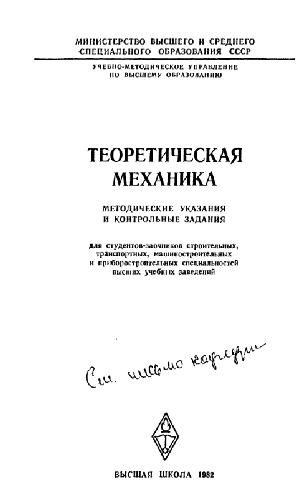 МИНИСТЕРСТВО ВЫСШЕГО И СРЕДНЕГО
СПЕЦИАЛЬНОГО ОБРАЗОВАНИЯ СССР
УЧЕБНО-МЕТОДИЧЕСКОЕ УПРАВЛЕНИЕ
ПО ВЫСШЕМУ ОБРАЗОВАНИЮ
ТЕОРЕТИЧЕСКАЯ
МЕХАНИКА
МЕТОДИЧЕСКИЕ УКАЗАНИЯ
И КОНТРОЛЬНЫЕ ЗАДАНИЯ
для студентов-заочников строительных,
транспортных, машиностроительных
и приборостроительных специальностей
высших учебных заведений
См. письмо кафедры
ВЫСШАЯ ШКОЛА 1982